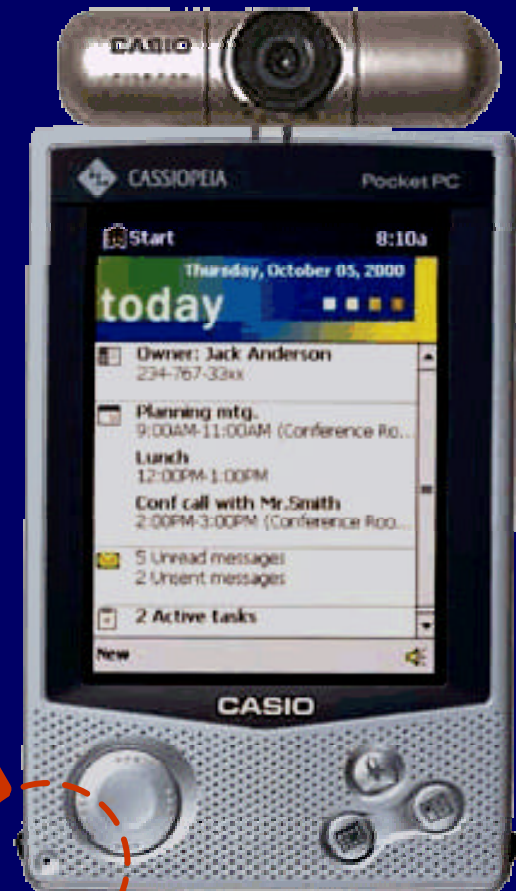 CASIO
CASSIOPEIA Pocket PC
Start 8:10a
Thursday, October 05, 2000
today
Owner: Jack Anderson
234-767-33xx
Planning mtg.
9:00AM-11:00AM (Conference Ro...
Lunch
12:00PM-1:00PM
Conf call with Mr.Smith
2:00PM-3:00PM (Conference Roo...
5 Unread messages
2 Unsent messages
2 Active tasks
New
CASIO